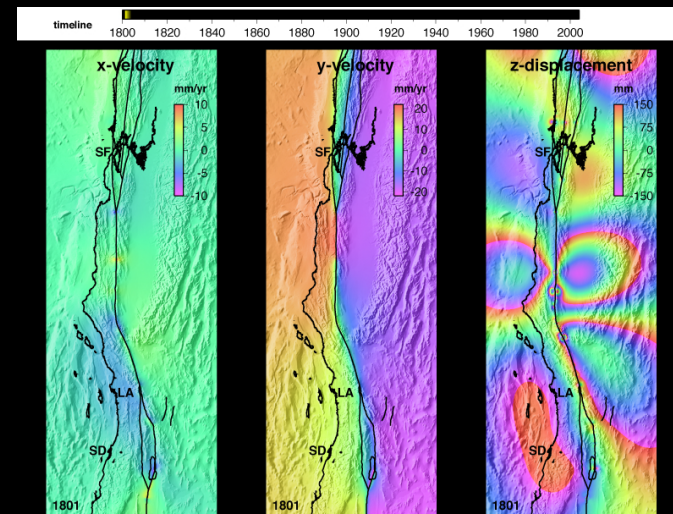 timeline
1800 1820 1840 1860 1880 1900 1920 1940 1960 1980 2000
x-velocity
mm/yr
10
5
0
-5
-10
SF
LA
SD
1801
y-velocity
mm/yr
20
10
0
-10
-20
SF
LA
SD
1801
z-displacement
mm
150
75
0
-75
-150
SF
LA
SD
1801